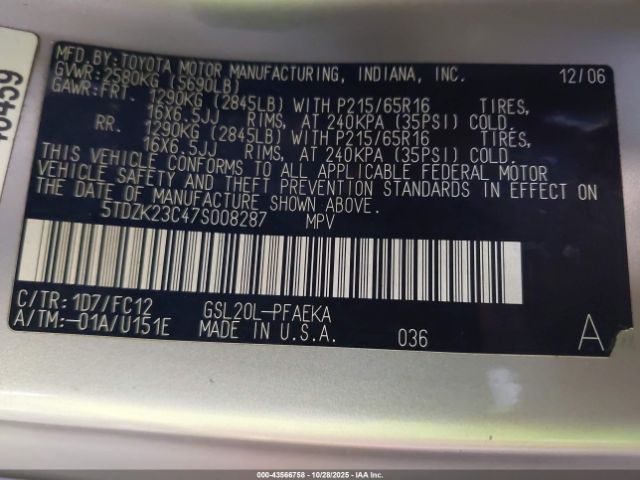 MFD.BY:TOYOTA MOTOR MANUFACTURING, INDIANA, INC. 12/06
GVWR:2580KG (5690LB)
GAWR:FRT. 1290KG (2845LB) WITH P215/65R16 TIRES,
16X6.5JJ RIMS, AT 240KPA (35PSI) COLD.
RR. 1290KG (2845LB) WITH P215/65R16 TIRES,
16X6.5JJ RIMS, AT 240KPA (35PSI) COLD.
THIS VEHICLE CONFORMS TO ALL APPLICABLE FEDERAL MOTOR
VEHICLE SAFETY AND THEFT PREVENTION STANDARDS IN EFFECT ON
THE DATE OF MANUFACTURE SHOWN ABOVE.
5TDZK23C47S008287 MPV
C/TR:1D7/FC12 GSL20L-PFAEKA
A/TM:-01A/U151E MADE IN U.S.A. 036 A
000-43566758 | 10/28/2025 - IAAI, Inc.